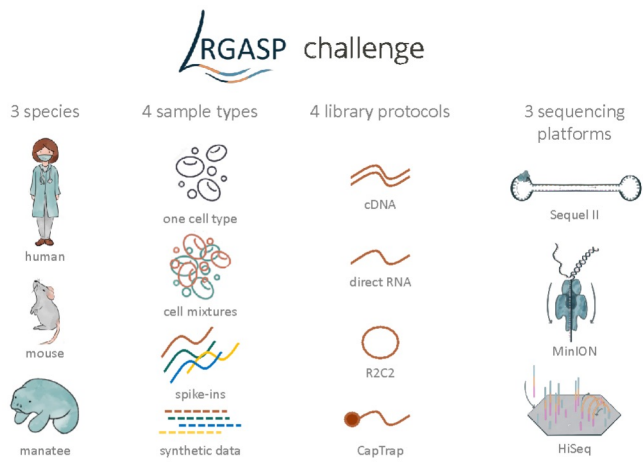 LRGASP challenge
3 species
4 sample types
4 library protocols
3 sequencing
platforms
one cell type
cDNA
Sequel II
human
cell mixtures
direct RNA
mouse
MinION
spike-ins
R2C2
manatee
synthetic data
CapTrap
HiSeq